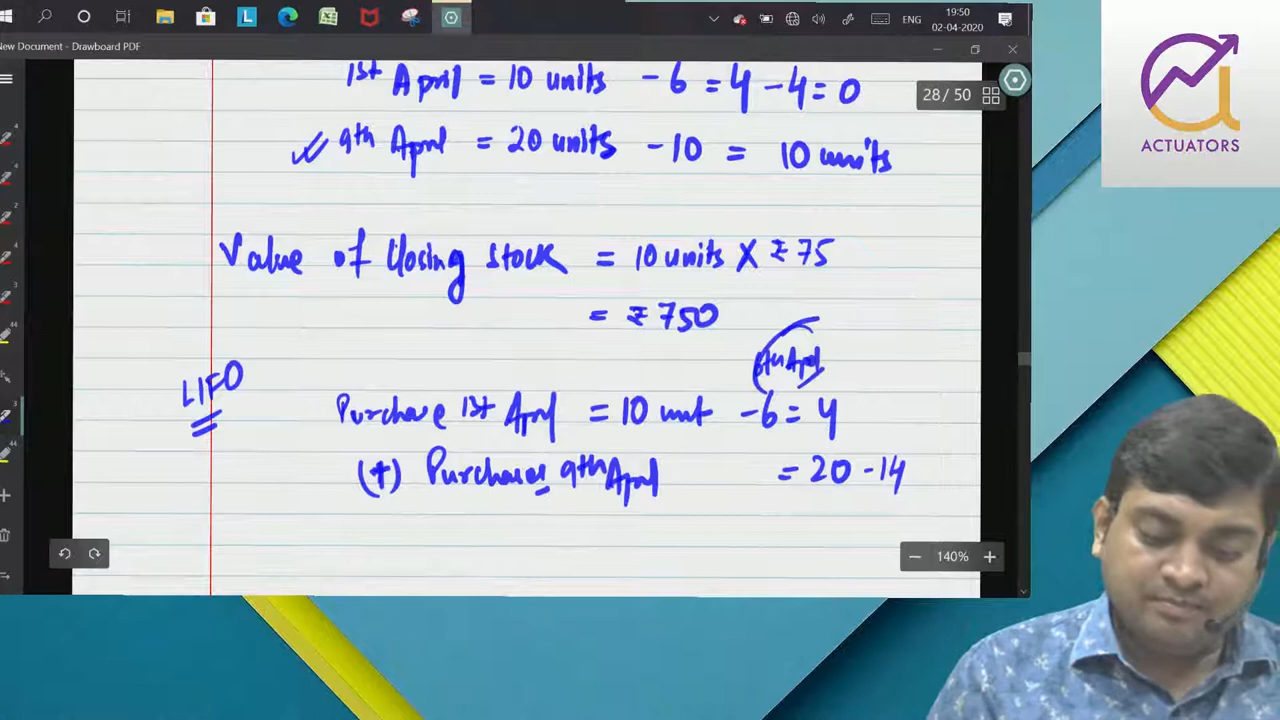 19:50
ENG
02-04-2020
New Document - Drawboard PDF
1st April = 10 units - 6 = 4 - 4 = 0
28 / 50
9th April = 20 units - 10 = 10 units
ACTUATORS
Value of Closing stock = 10 units X ₹ 75
= ₹ 750
LIFO
Purchase 1st April = 10 unit - 6 = 4
(+) Purchases 9th April = 20 - 14
140%